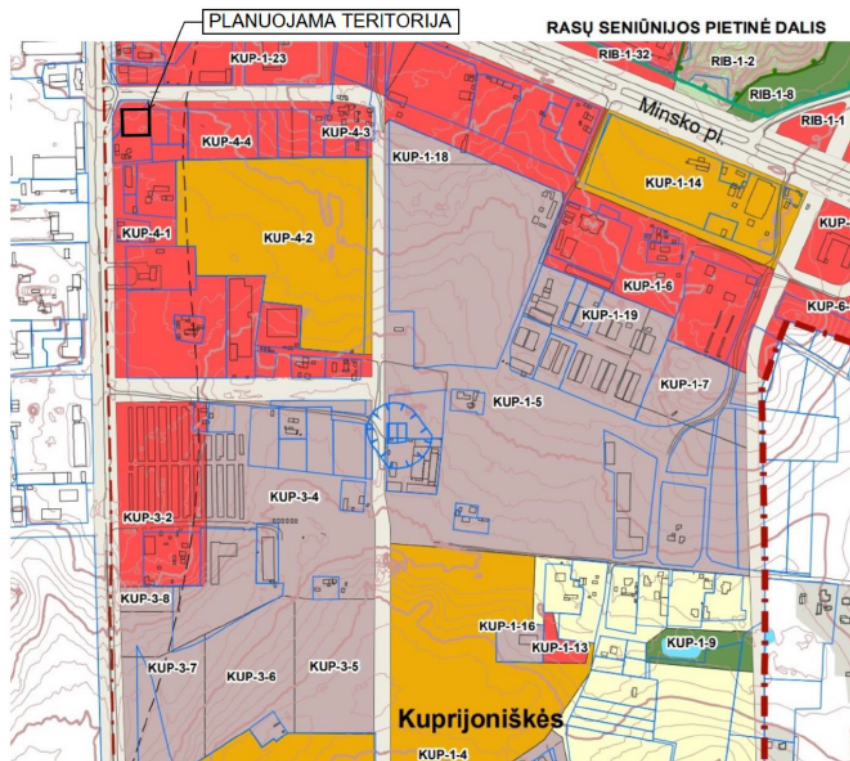 PLANUOJAMA TERITORIJA
RASŲ SENIŪNIJOS PIETINĖ DALIS
KUP-1-23
RIB-1-32
RIB-1-2
RIB-1-8
RIB-1-1
Minsko pl.
KUP-4-4
KUP-4-3
KUP-1-18
KUP-1-14
KUP-4-1
KUP-4-2
KUP-
KUP-1-6
KUP-6-
KUP-1-19
KUP-1-7
KUP-1-5
KUP-3-4
KUP-3-2
KUP-3-8
KUP-1-16
KUP-1-13
KUP-1-9
KUP-3-7
KUP-3-6
KUP-3-5
Kuprijoniškės
KUP-1-4